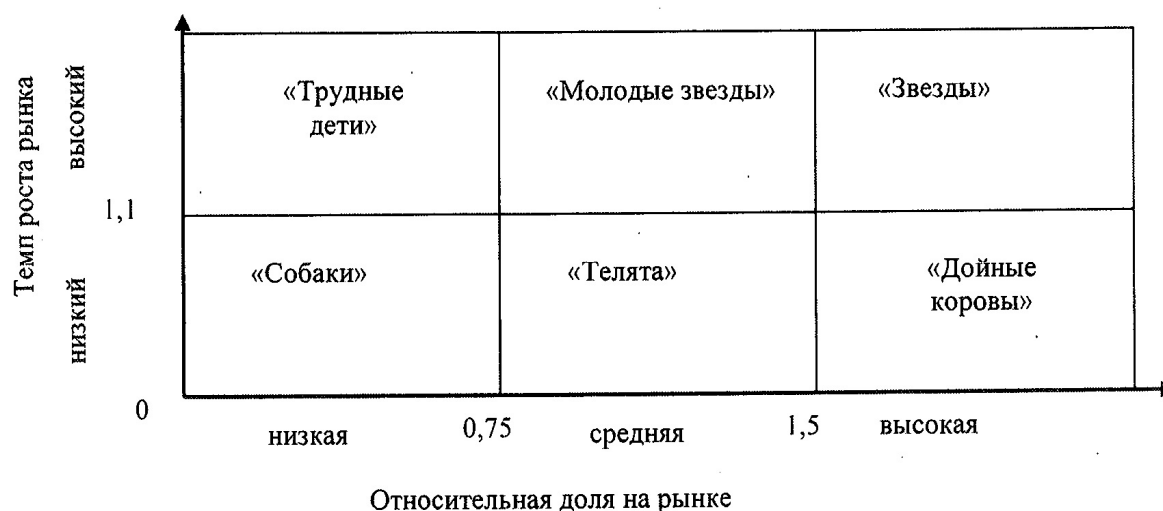 Темп роста рынка
высокий
низкий
«Трудные
дети»
«Молодые звезды»
«Звезды»
1,1
«Собаки»
«Телята»
«Дойные
коровы»
0
низкая
0,75
средняя
1,5
высокая
Относительная доля на рынке